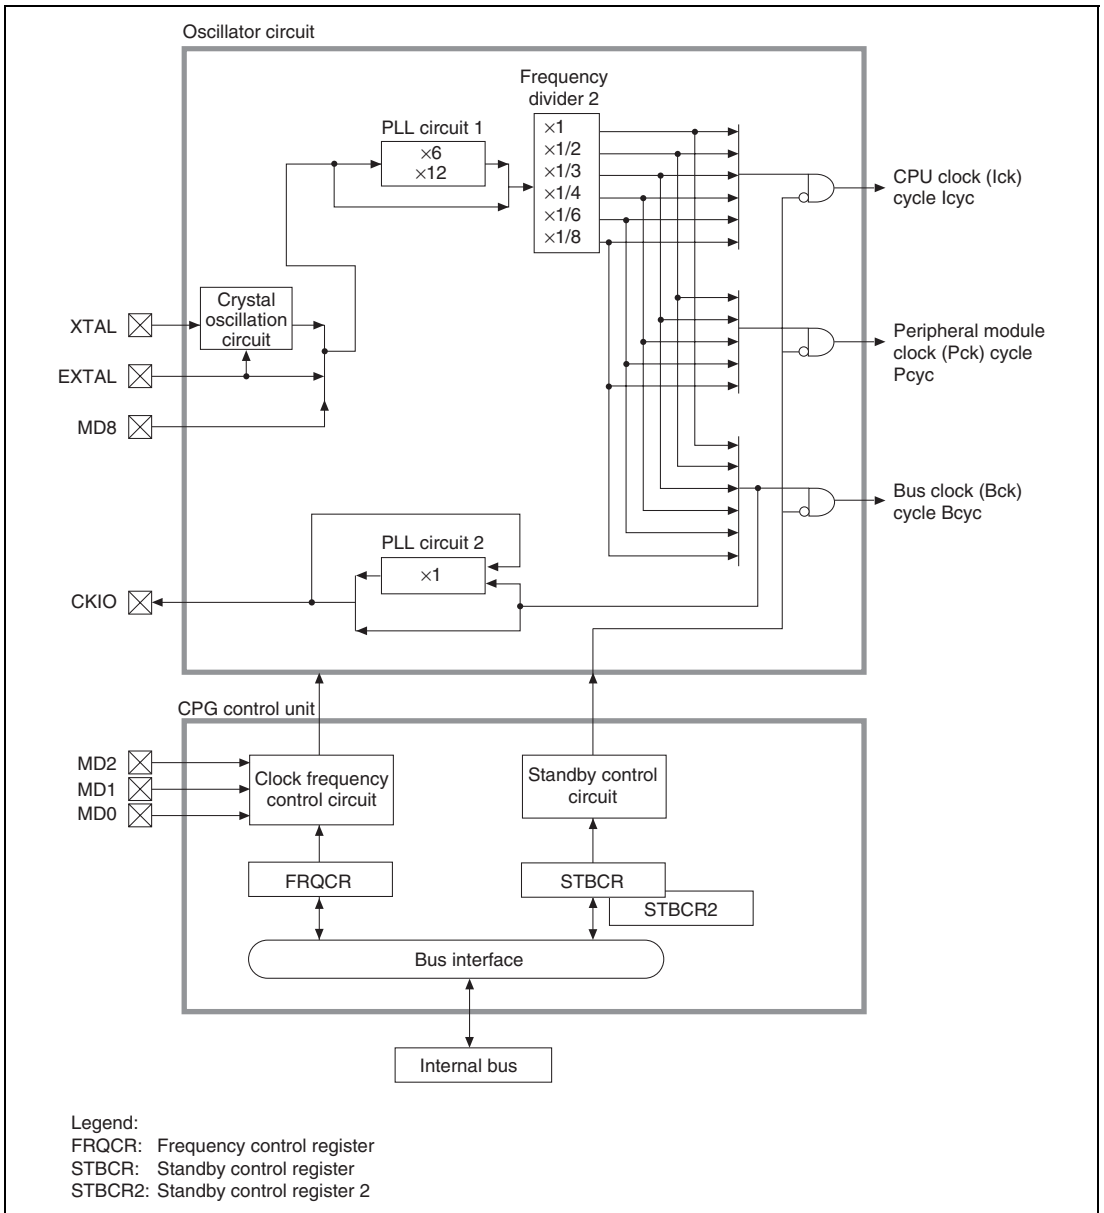 Oscillator circuit
Frequency
divider 2
PLL circuit 1
×6
×12
×1
×1/2
×1/3
×1/4
×1/6
×1/8
CPU clock (Ick)
cycle Icyc
Crystal
oscillation
circuit
XTAL
EXTAL
MD8
Peripheral module
clock (Pck) cycle
Pcyc
Bus clock (Bck)
cycle Bcyc
PLL circuit 2
×1
CKIO
CPG control unit
MD2
MD1
MD0
Clock frequency
control circuit
Standby control
circuit
FRQCR
STBCR
STBCR2
Bus interface
Internal bus
Legend:
FRQCR: Frequency control register
STBCR: Standby control register
STBCR2: Standby control register 2